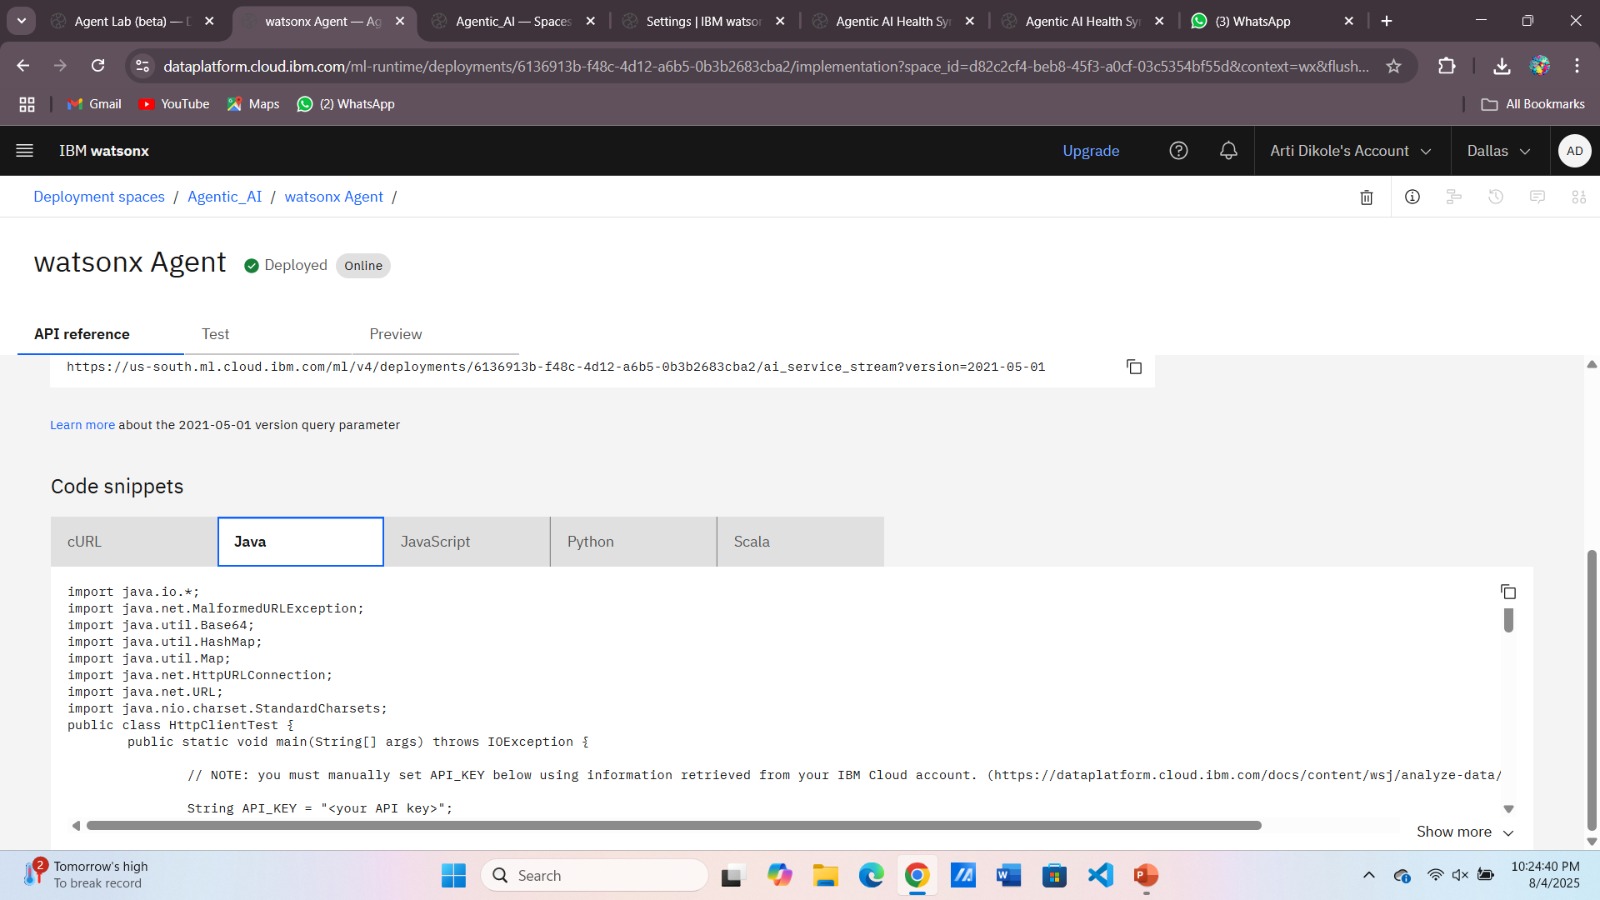 Agent Lab (beta) — D
watsonx Agent — Ag
Agentic_AI — Spaces
Settings | IBM watson
Agentic AI Health Sy
Agentic AI Health Sy
(3) WhatsApp
dataplatform.cloud.ibm.com/ml-runtime/deployments/6136913b-f48c-4d12-a6b5-0b3b2683cba2/implementation?space_id=d82c2cf4-beb8-45f3-a0cf-03c5354bf55d&context=wx&flush...
Gmail
YouTube
Maps
(2) WhatsApp
All Bookmarks
IBM watsonx
Upgrade
Arti Dikole's Account
Dallas
AD
Deployment spaces / Agentic_AI / watsonx Agent /
watsonx Agent
Deployed
Online
API reference
Test
Preview
https://us-south.ml.cloud.ibm.com/ml/v4/deployments/6136913b-f48c-4d12-a6b5-0b3b2683cba2/ai_service_stream?version=2021-05-01
Learn more about the 2021-05-01 version query parameter
Code snippets
cURL
Java
JavaScript
Python
Scala
import java.io.*;
import java.net.MalformedURLException;
import java.util.Base64;
import java.util.HashMap;
import java.util.Map;
import java.net.HttpURLConnection;
import java.net.URL;
import java.nio.charset.StandardCharsets;
public class HttpClientTest {
public static void main(String[] args) throws IOException {
// NOTE: you must manually set API_KEY below using information retrieved from your IBM Cloud account. (https://dataplatform.cloud.ibm.com/docs/content/wsj/analyze-data/
String API_KEY = "<your API key>";
Show more
2
Tomorrow's high
To break record
Search
10:24:40 PM
8/4/2025